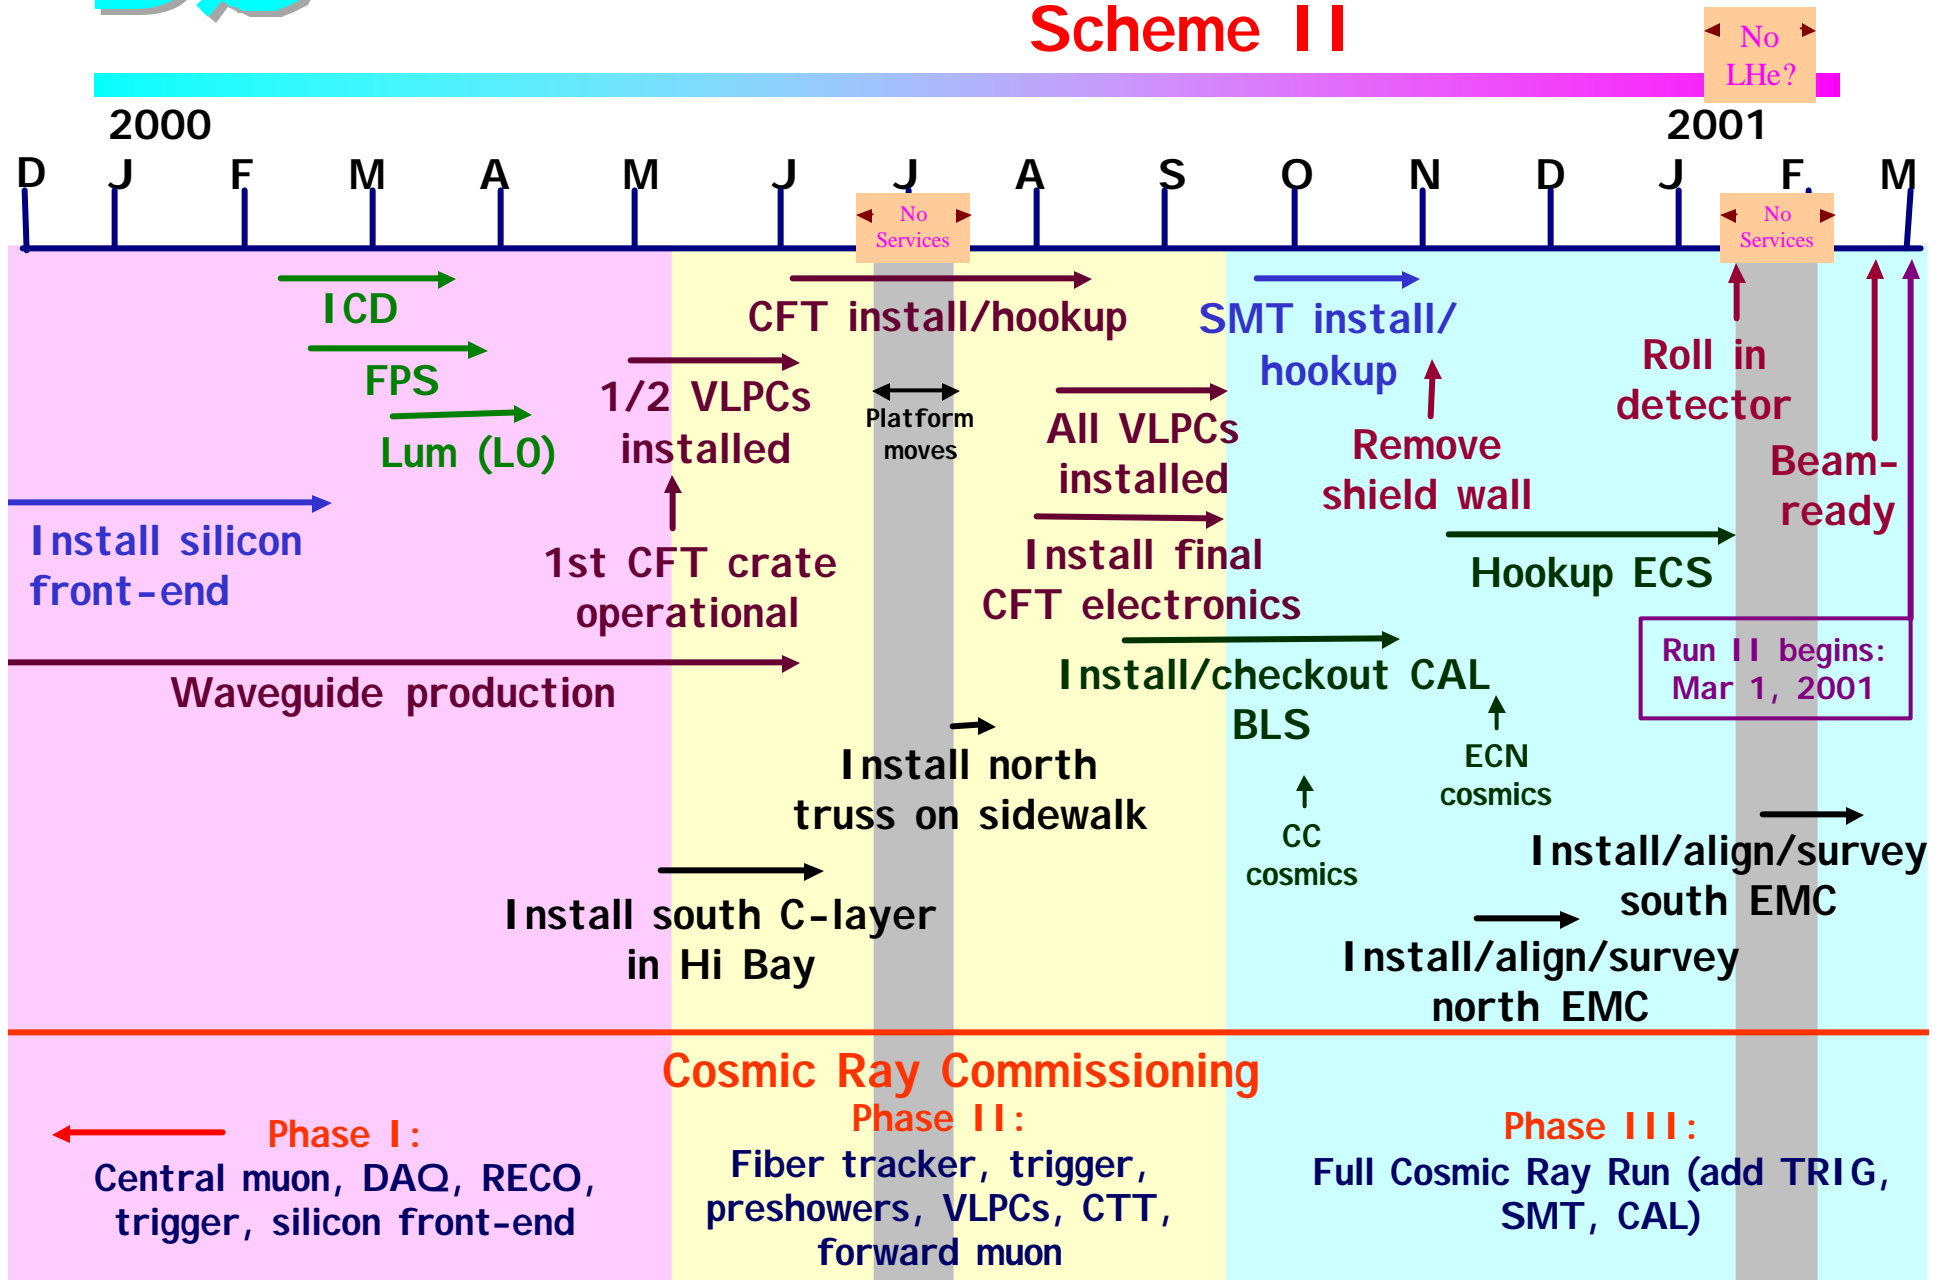 Scheme II
No
LHe?
2000
2001
D J F M A M J J A S O N D J F M
No
Services
No
Services
ICD
CFT install/hookup
SMT install/
hookup
FPS
1/2 VLPCs
installed
Platform
moves
Roll in
detector
Lum (L0)
All VLPCs
installed
Remove
shield wall
Beam-
ready
Install silicon
front-end
1st CFT crate
operational
Install final
CFT electronics
Hookup ECS
Waveguide production
Install/checkout CAL
BLS
Run II begins:
Mar 1, 2001
Install north
truss on sidewalk
ECN
cosmics
CC
cosmics
Install/align/survey
south EMC
Install south C-layer
in Hi Bay
Install/align/survey
north EMC
Cosmic Ray Commissioning
Phase I:
Central muon, DAQ, RECO,
trigger, silicon front-end
Phase II:
Fiber tracker, trigger,
preshowers, VLPCs, CTT,
forward muon
Phase III:
Full Cosmic Ray Run (add TRIG,
SMT, CAL)